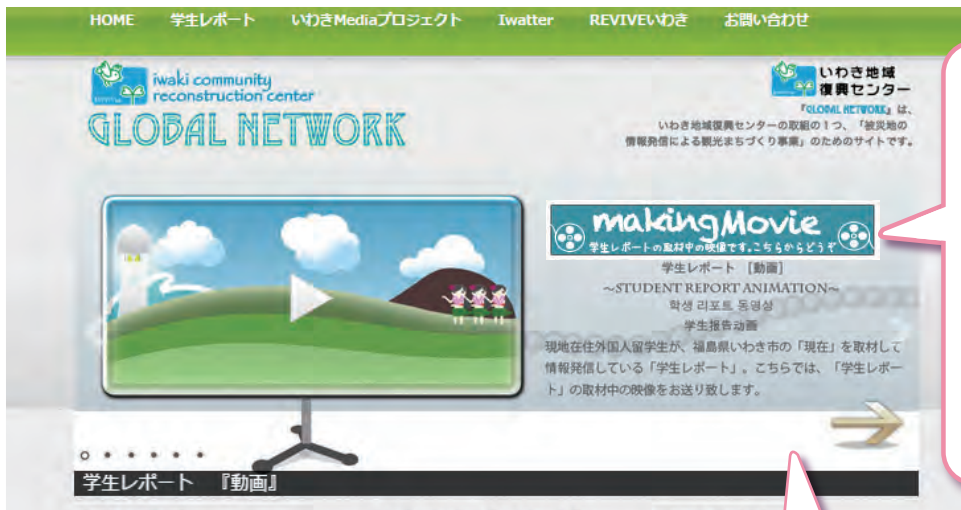 HOME 学生レポート いわきMediaプロジェクト Iwatter REVIVEいわき お問い合わせ
iwaki community
reconstruction center
GLOBAL NETWORK
いわき地域
復興センター
『GLOBAL NETWORK』は、
いわき地域復興センターの取組の1つ、「被災地の
情報発信による観光まちづくり事業」のためのサイトです。
makingMovie
学生レポートの取材中の映像です。こちらからどうぞ
学生レポート [動画]
～STUDENT REPORT ANIMATION～
학생 리포트 동영상
学生报告动画
現地在住外国人留学生が、福島県いわき市の「現在」を取材して
情報発信している「学生レポート」。こちらでは、「学生レポー
ト」の取材中の映像をお送り致します。
学生レポート 『動画』